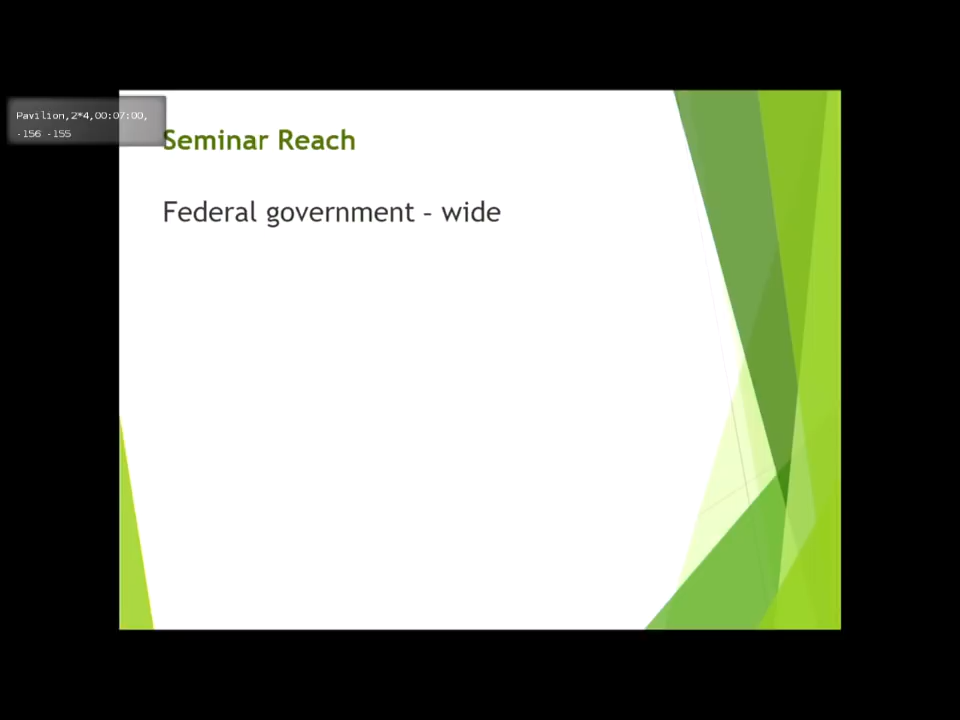 Pavilion,2*4,00:07:00,
-156 -155
Seminar Reach
Federal government – wide